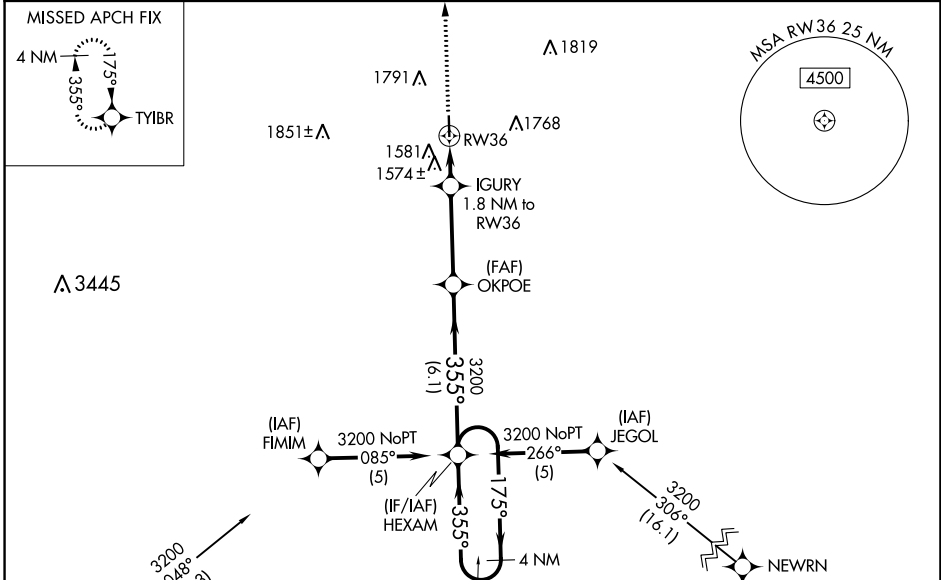 MISSED APCH FIX
4 NM
175°
355°
TYIBR
1819
1791
1851±
1768
RW36
1581
1574±
IGURY
1.8 NM to
RW36
MSA RW36 25 NM
4500
3445
(FAF)
OKPOE
3200
355°
(6.1)
(IAF)
FIMIM
3200 NoPT
085°
(5)
(IAF)
JEGOL
3200 NoPT
266°
(5)
(IF/IAF)
HEXAM
355°
175°
4 NM
3200
306°
(16.1)
NEWRN
3200
048°